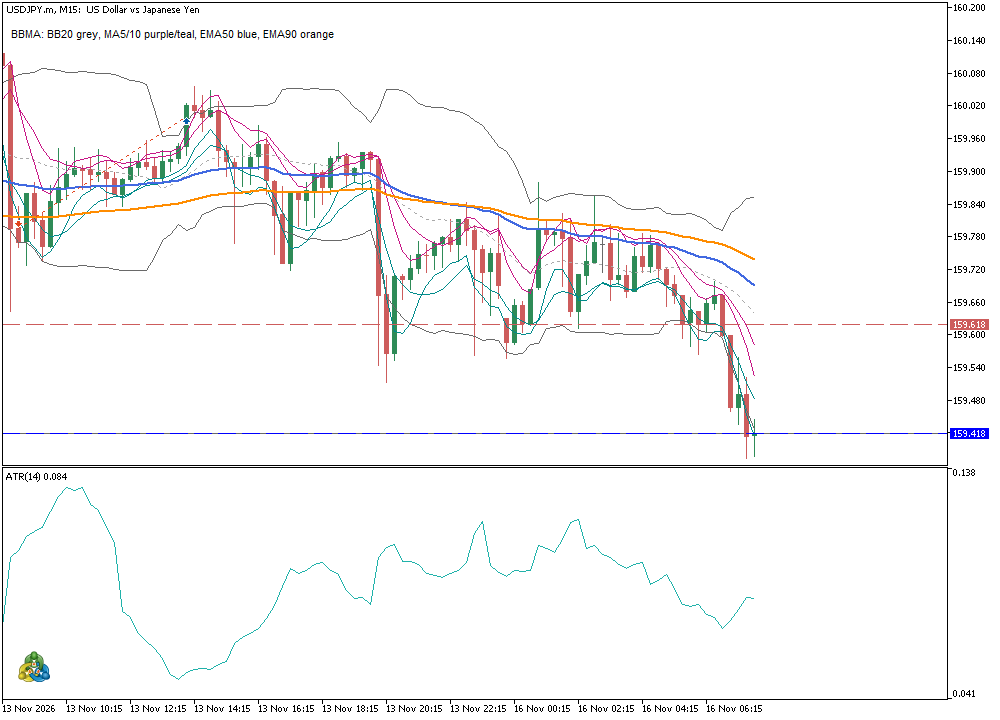 USDJPY.m, M15: US Dollar vs Japanese Yen
BBMA: BB20 grey, MA5/10 purple/teal, EMA50 blue, EMA90 orange
160.200
160.140
160.080
160.020
159.960
159.900
159.840
159.780
159.720
159.660
159.618
159.600
159.540
159.480
159.418
ATR(14) 0.084
0.138
0.041
13 Nov 2026
13 Nov 10:15
13 Nov 12:15
13 Nov 14:15
13 Nov 16:15
13 Nov 18:15
13 Nov 20:15
13 Nov 22:15
16 Nov 00:15
16 Nov 02:15
16 Nov 04:15
16 Nov 06:15